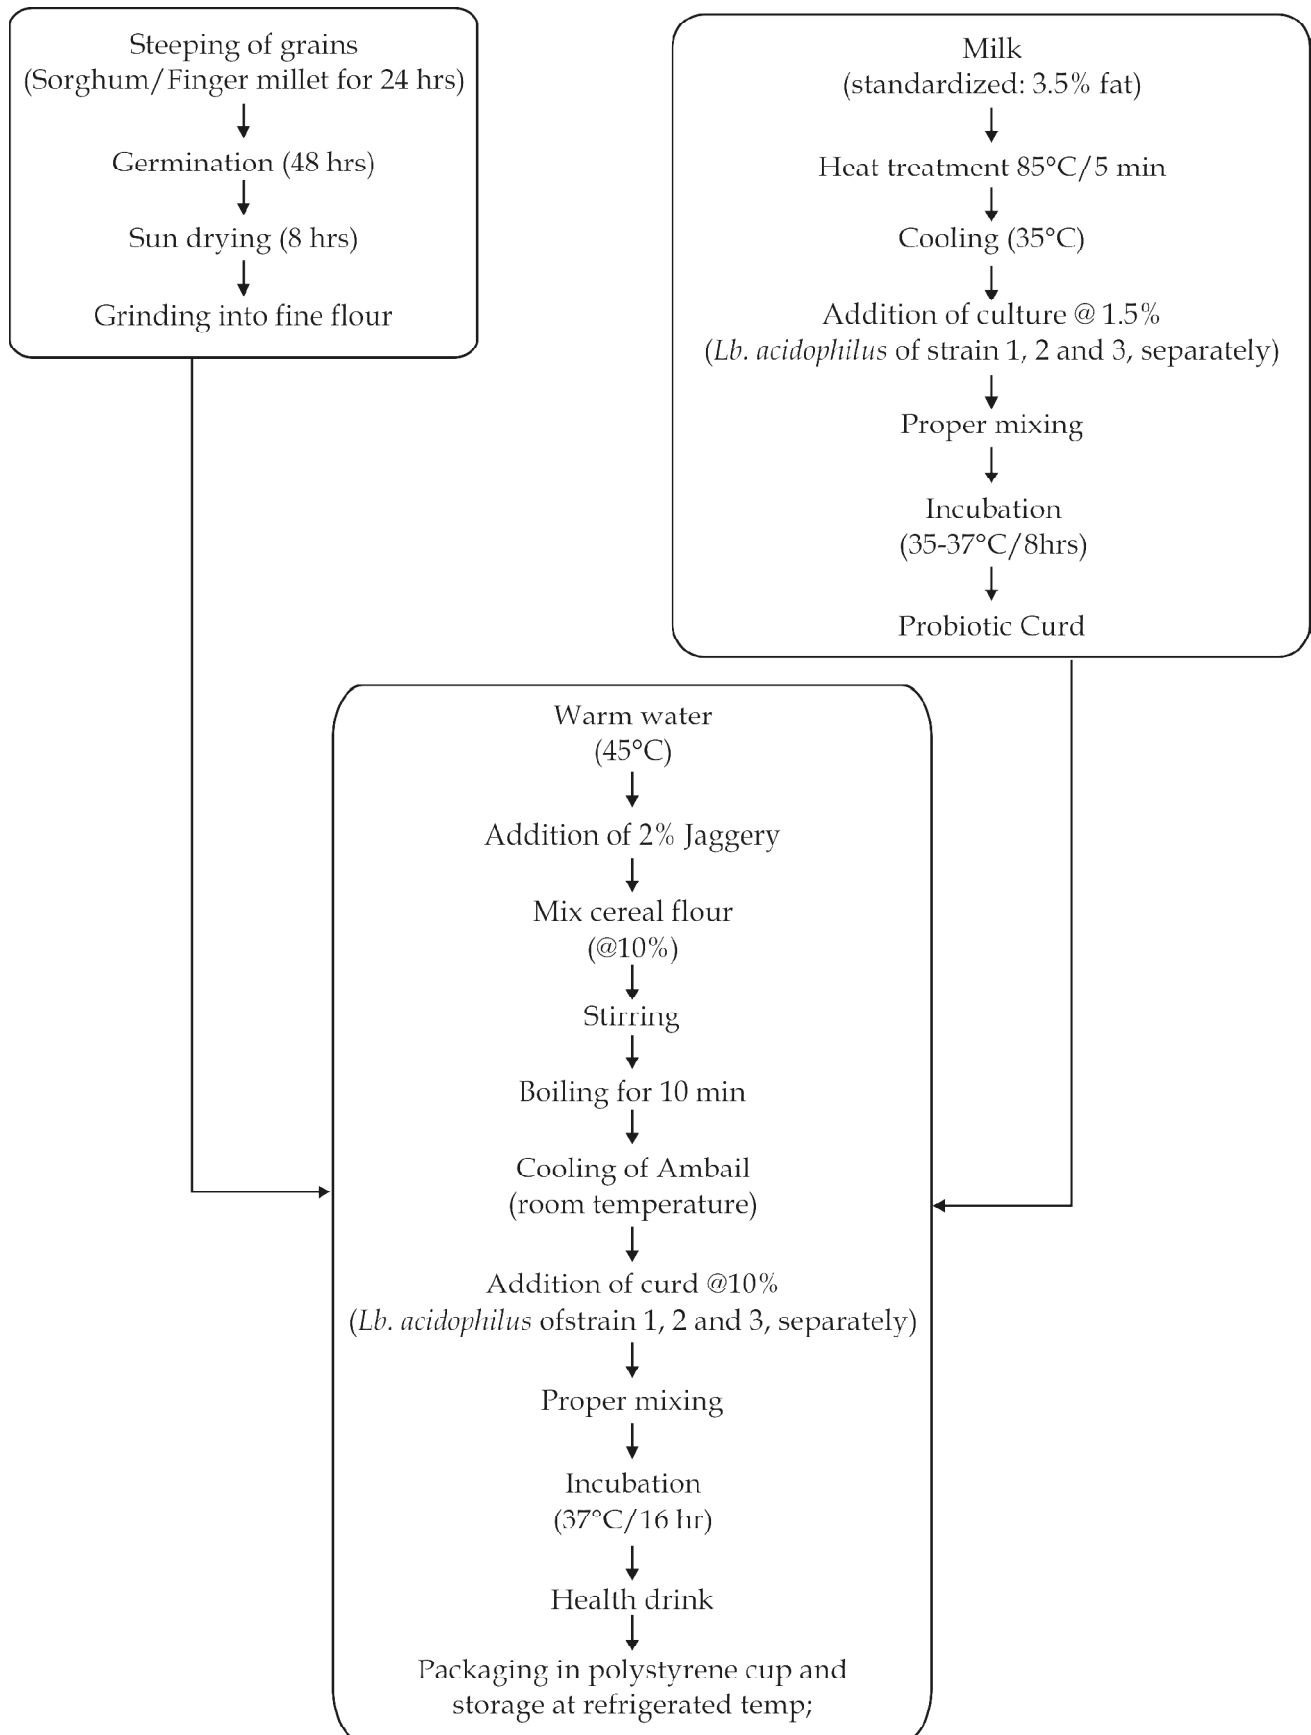 Steeping of grains
(Sorghum/Finger millet for 24 hrs)
Germination (48 hrs)
Sun drying (8 hrs)
Grinding into fine flour
Milk
(standardized: 3.5% fat)
Heat treatment 85°C/5 min
Cooling (35°C)
Addition of culture @ 1.5%
(Lb. acidophilus of strain 1, 2 and 3, separately)
Proper mixing
Incubation
(35-37°C/8hrs)
Probiotic Curd
Warm water
(45°C)
Addition of 2% Jaggery
Mix cereal flour
(@10%)
Stirring
Boiling for 10 min
Cooling of Ambail
(room temperature)
Addition of curd @10%
(Lb. acidophilus ofstrain 1, 2 and 3, separately)
Proper mixing
Incubation
(37°C/16 hr)
Health drink
Packaging in polystyrene cup and
storage at refrigerated temp;